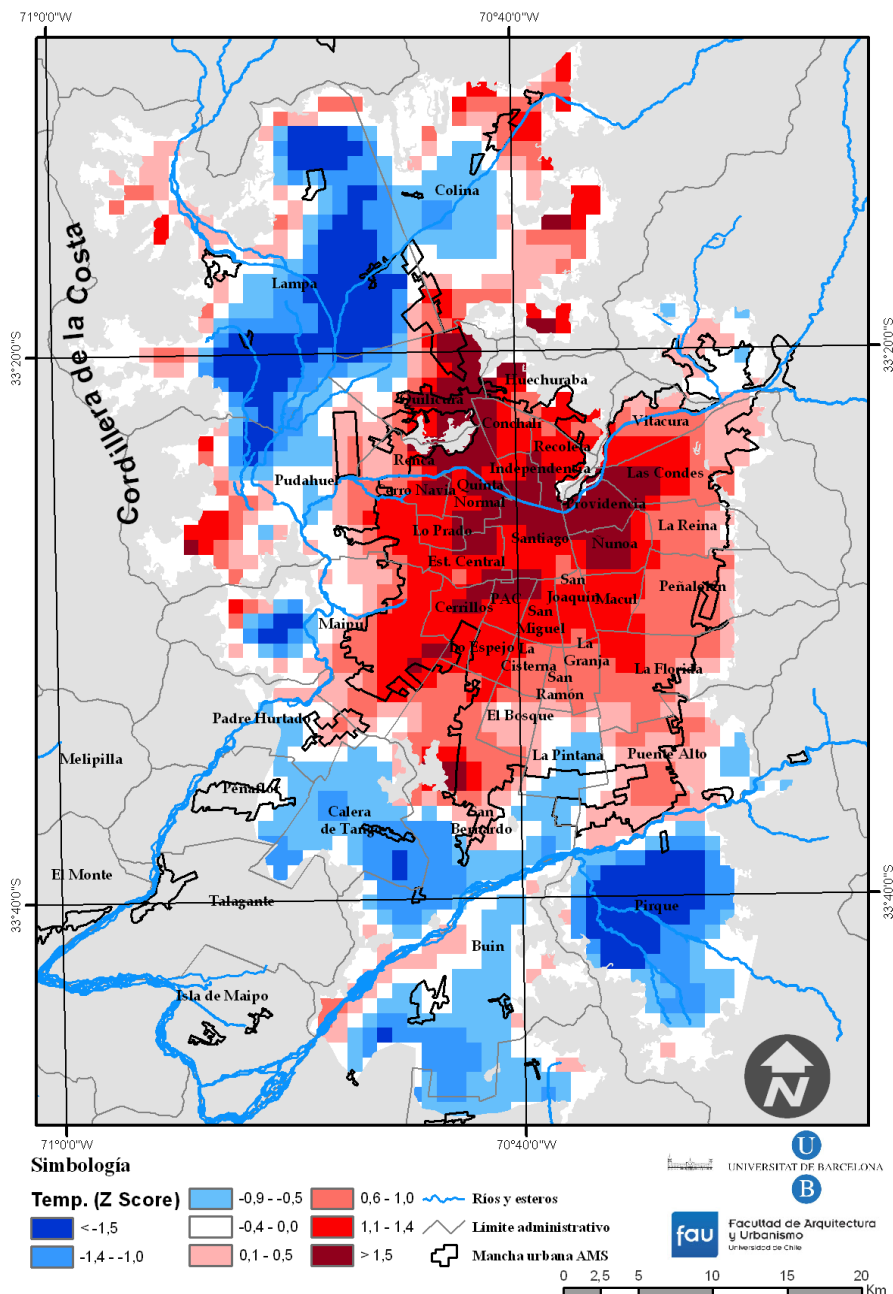 71°0'0"W
70°40'0"W
Colina
Cordillera de la Costa
Lampa
33°20'0"S
33°20'0"S
Huechuraba
Quilicura
Conchalí
Vitacura
Recoleta
Renca
Independencia
Las Condes
Pudahuel
Cerro Navia
Quinta
Normal
Providencia
La Reina
Lo Prado
Santiago
Ñuñoa
Est. Central
San
Joaquín
Peñalolén
Cerrillos
PAC
Macul
San
Miguel
Maipú
Lo Espejo
La
Cisterna
La
Granja
La Florida
San
Ramón
Padre Hurtado
El Bosque
Melipilla
La Pintana
Puente Alto
Peñaflor
Calera
de Tango
San
Bernardo
El Monte
Talagante
33°40'0"S
33°40'0"S
Pirque
Buin
Isla de Maipo
N
71°0'0"W
70°40'0"W
Simbología
Temp. (Z Score)
< -1,5
-1,4 - -1,0
-0,9 - -0,5
-0,4 - 0,0
0,1 - 0,5
0,6 - 1,0
1,1 - 1,4
> 1,5
Ríos y esteros
Límite administrativo
Mancha urbana AMS
U
UNIVERSITAT DE BARCELONA
B
fau
Facultad de Arquitectura
y Urbanismo
Universidad de Chile
0 2,5 5 10 15 20
Km